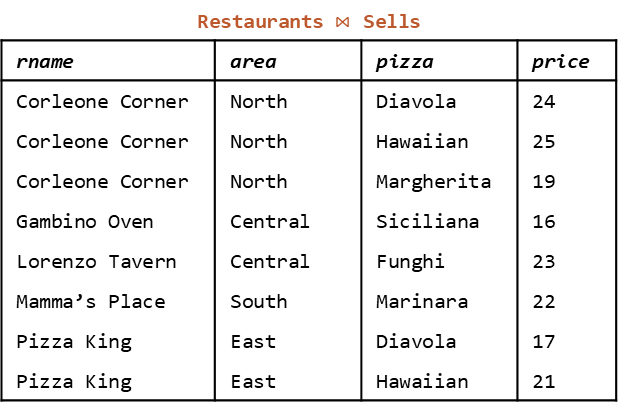 Restaurants ⋈ Sells
rname area pizza price
Corleone Corner North Diavola 24
Corleone Corner North Hawaiian 25
Corleone Corner North Margherita 19
Gambino Oven Central Siciliana 16
Lorenzo Tavern Central Funghi 23
Mamma’s Place South Marinara 22
Pizza King East Diavola 17
Pizza King East Hawaiian 21